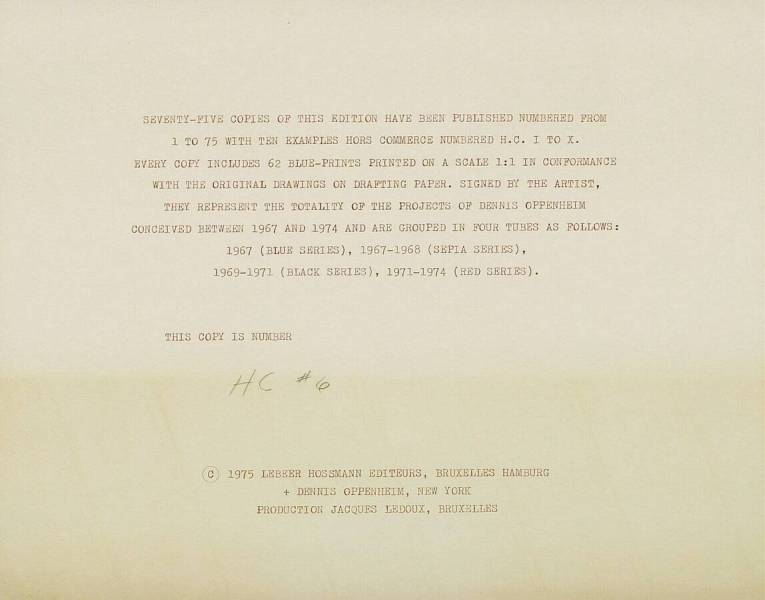 SEVENTY-FIVE COPIES OF THIS EDITION HAVE BEEN PUBLISHED NUMBERED FROM
1 TO 75 WITH TEN EXAMPLES HORS COMMERCE NUMBERED H.C. I TO X.
EVERY COPY INCLUDES 62 BLUE-PRINTS PRINTED ON A SCALE 1:1 IN CONFORMANCE
WITH THE ORIGINAL DRAWINGS ON DRAFTING PAPER. SIGNED BY THE ARTIST,
THEY REPRESENT THE TOTALITY OF THE PROJECTS OF DENNIS OPPENHEIM
CONCEIVED BETWEEN 1967 AND 1974 AND ARE GROUPED IN FOUR TUBES AS FOLLOWS:
1967 (BLUE SERIES), 1967-1968 (SEPIA SERIES),
1969-1971 (BLACK SERIES), 1971-1974 (RED SERIES).
THIS COPY IS NUMBER
HC #6
© 1975 LEBEER HOSSMANN EDITEURS, BRUXELLES HAMBURG
+ DENNIS OPPENHEIM, NEW YORK
PRODUCTION JACQUES LEDOUX, BRUXELLES